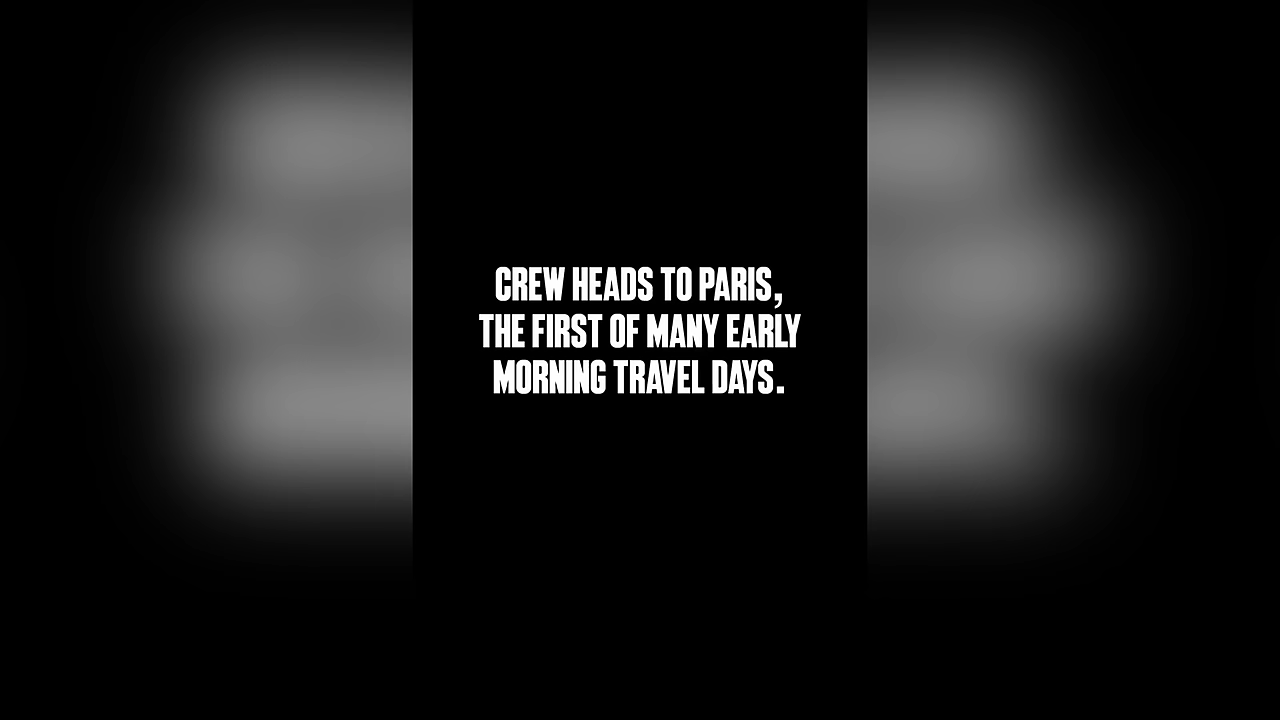 CREW HEADS TO PARIS,
THE FIRST OF MANY EARLY
MORNING TRAVEL DAYS.